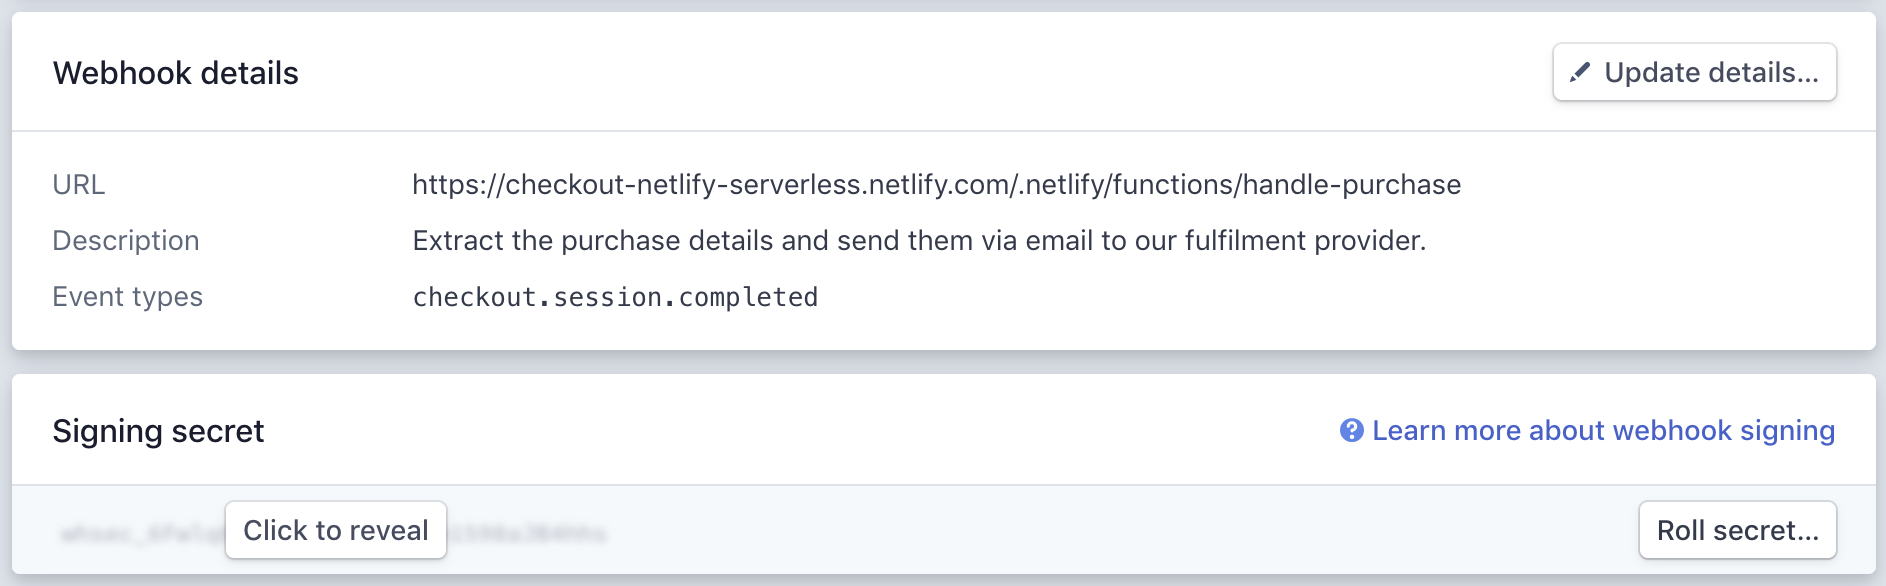 Webhook details
Update details...
URL https://checkout-netlify-serverless.netlify.com/.netlify/functions/handle-purchase
Description Extract the purchase details and send them via email to our fulfilment provider.
Event types checkout.session.completed
Signing secret
Learn more about webhook signing
Click to reveal
Roll secret...